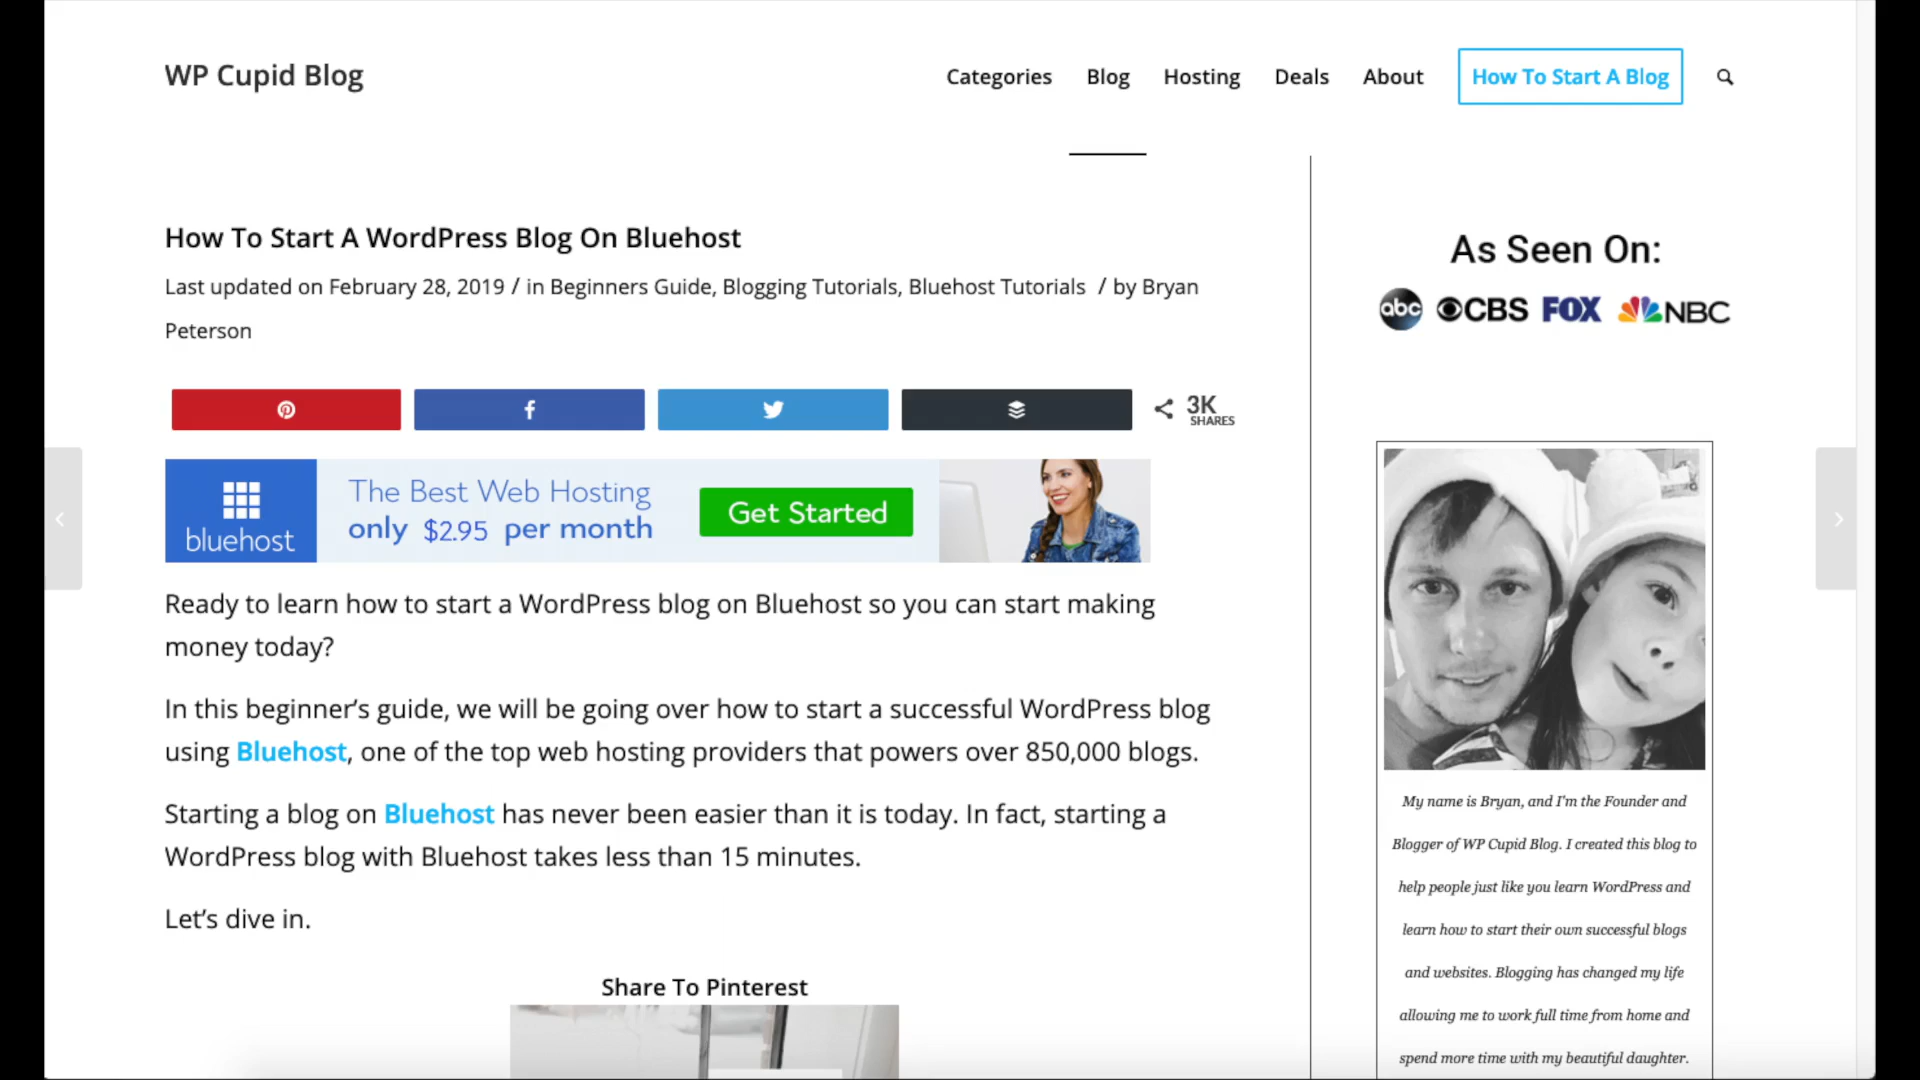 WP Cupid Blog
Categories Blog Hosting Deals About How To Start A Blog
How To Start A WordPress Blog On Bluehost
Last updated on February 28, 2019 / in Beginners Guide, Blogging Tutorials, Bluehost Tutorials / by Bryan
Peterson
3K
SHARES
bluehost
The Best Web Hosting
only $2.95 per month
Get Started
Ready to learn how to start a WordPress blog on Bluehost so you can start making
money today?
In this beginner’s guide, we will be going over how to start a successful WordPress blog
using Bluehost, one of the top web hosting providers that powers over 850,000 blogs.
Starting a blog on Bluehost has never been easier than it is today. In fact, starting a
WordPress blog with Bluehost takes less than 15 minutes.
Let’s dive in.
Share To Pinterest
As Seen On:
abc CBS FOX NBC
My name is Bryan, and I'm the Founder and
Blogger of WP Cupid Blog. I created this blog to
help people just like you learn WordPress and
learn how to start their own successful blogs
and websites. Blogging has changed my life
allowing me to work full time from home and
spend more time with my beautiful daughter.